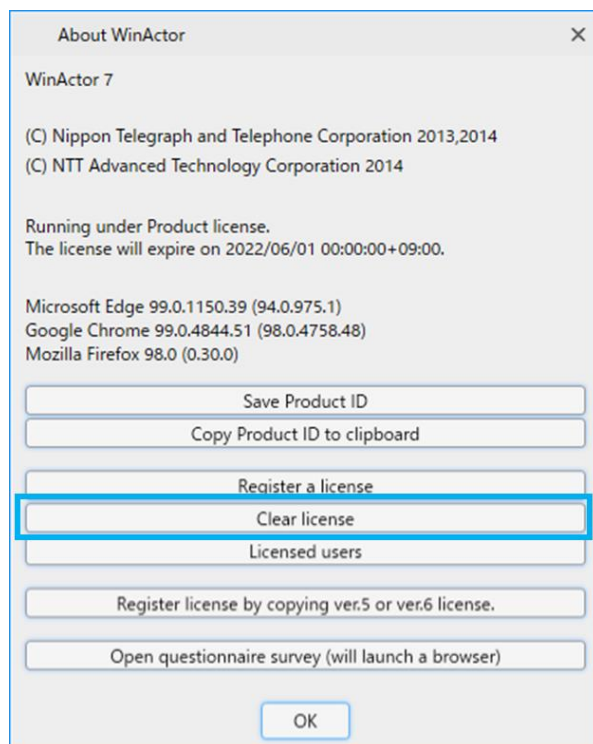 About WinActor
WinActor 7
(C) Nippon Telegraph and Telephone Corporation 2013,2014
(C) NTT Advanced Technology Corporation 2014
Running under Product license.
The license will expire on 2022/06/01 00:00:00+09:00.
Microsoft Edge 99.0.1150.39 (94.0.975.1)
Google Chrome 99.0.4844.51 (98.0.4758.48)
Mozilla Firefox 98.0 (0.30.0)
Save Product ID
Copy Product ID to clipboard
Register a license
Clear license
Licensed users
Register license by copying ver.5 or ver.6 license.
Open questionnaire survey (will launch a browser)
OK